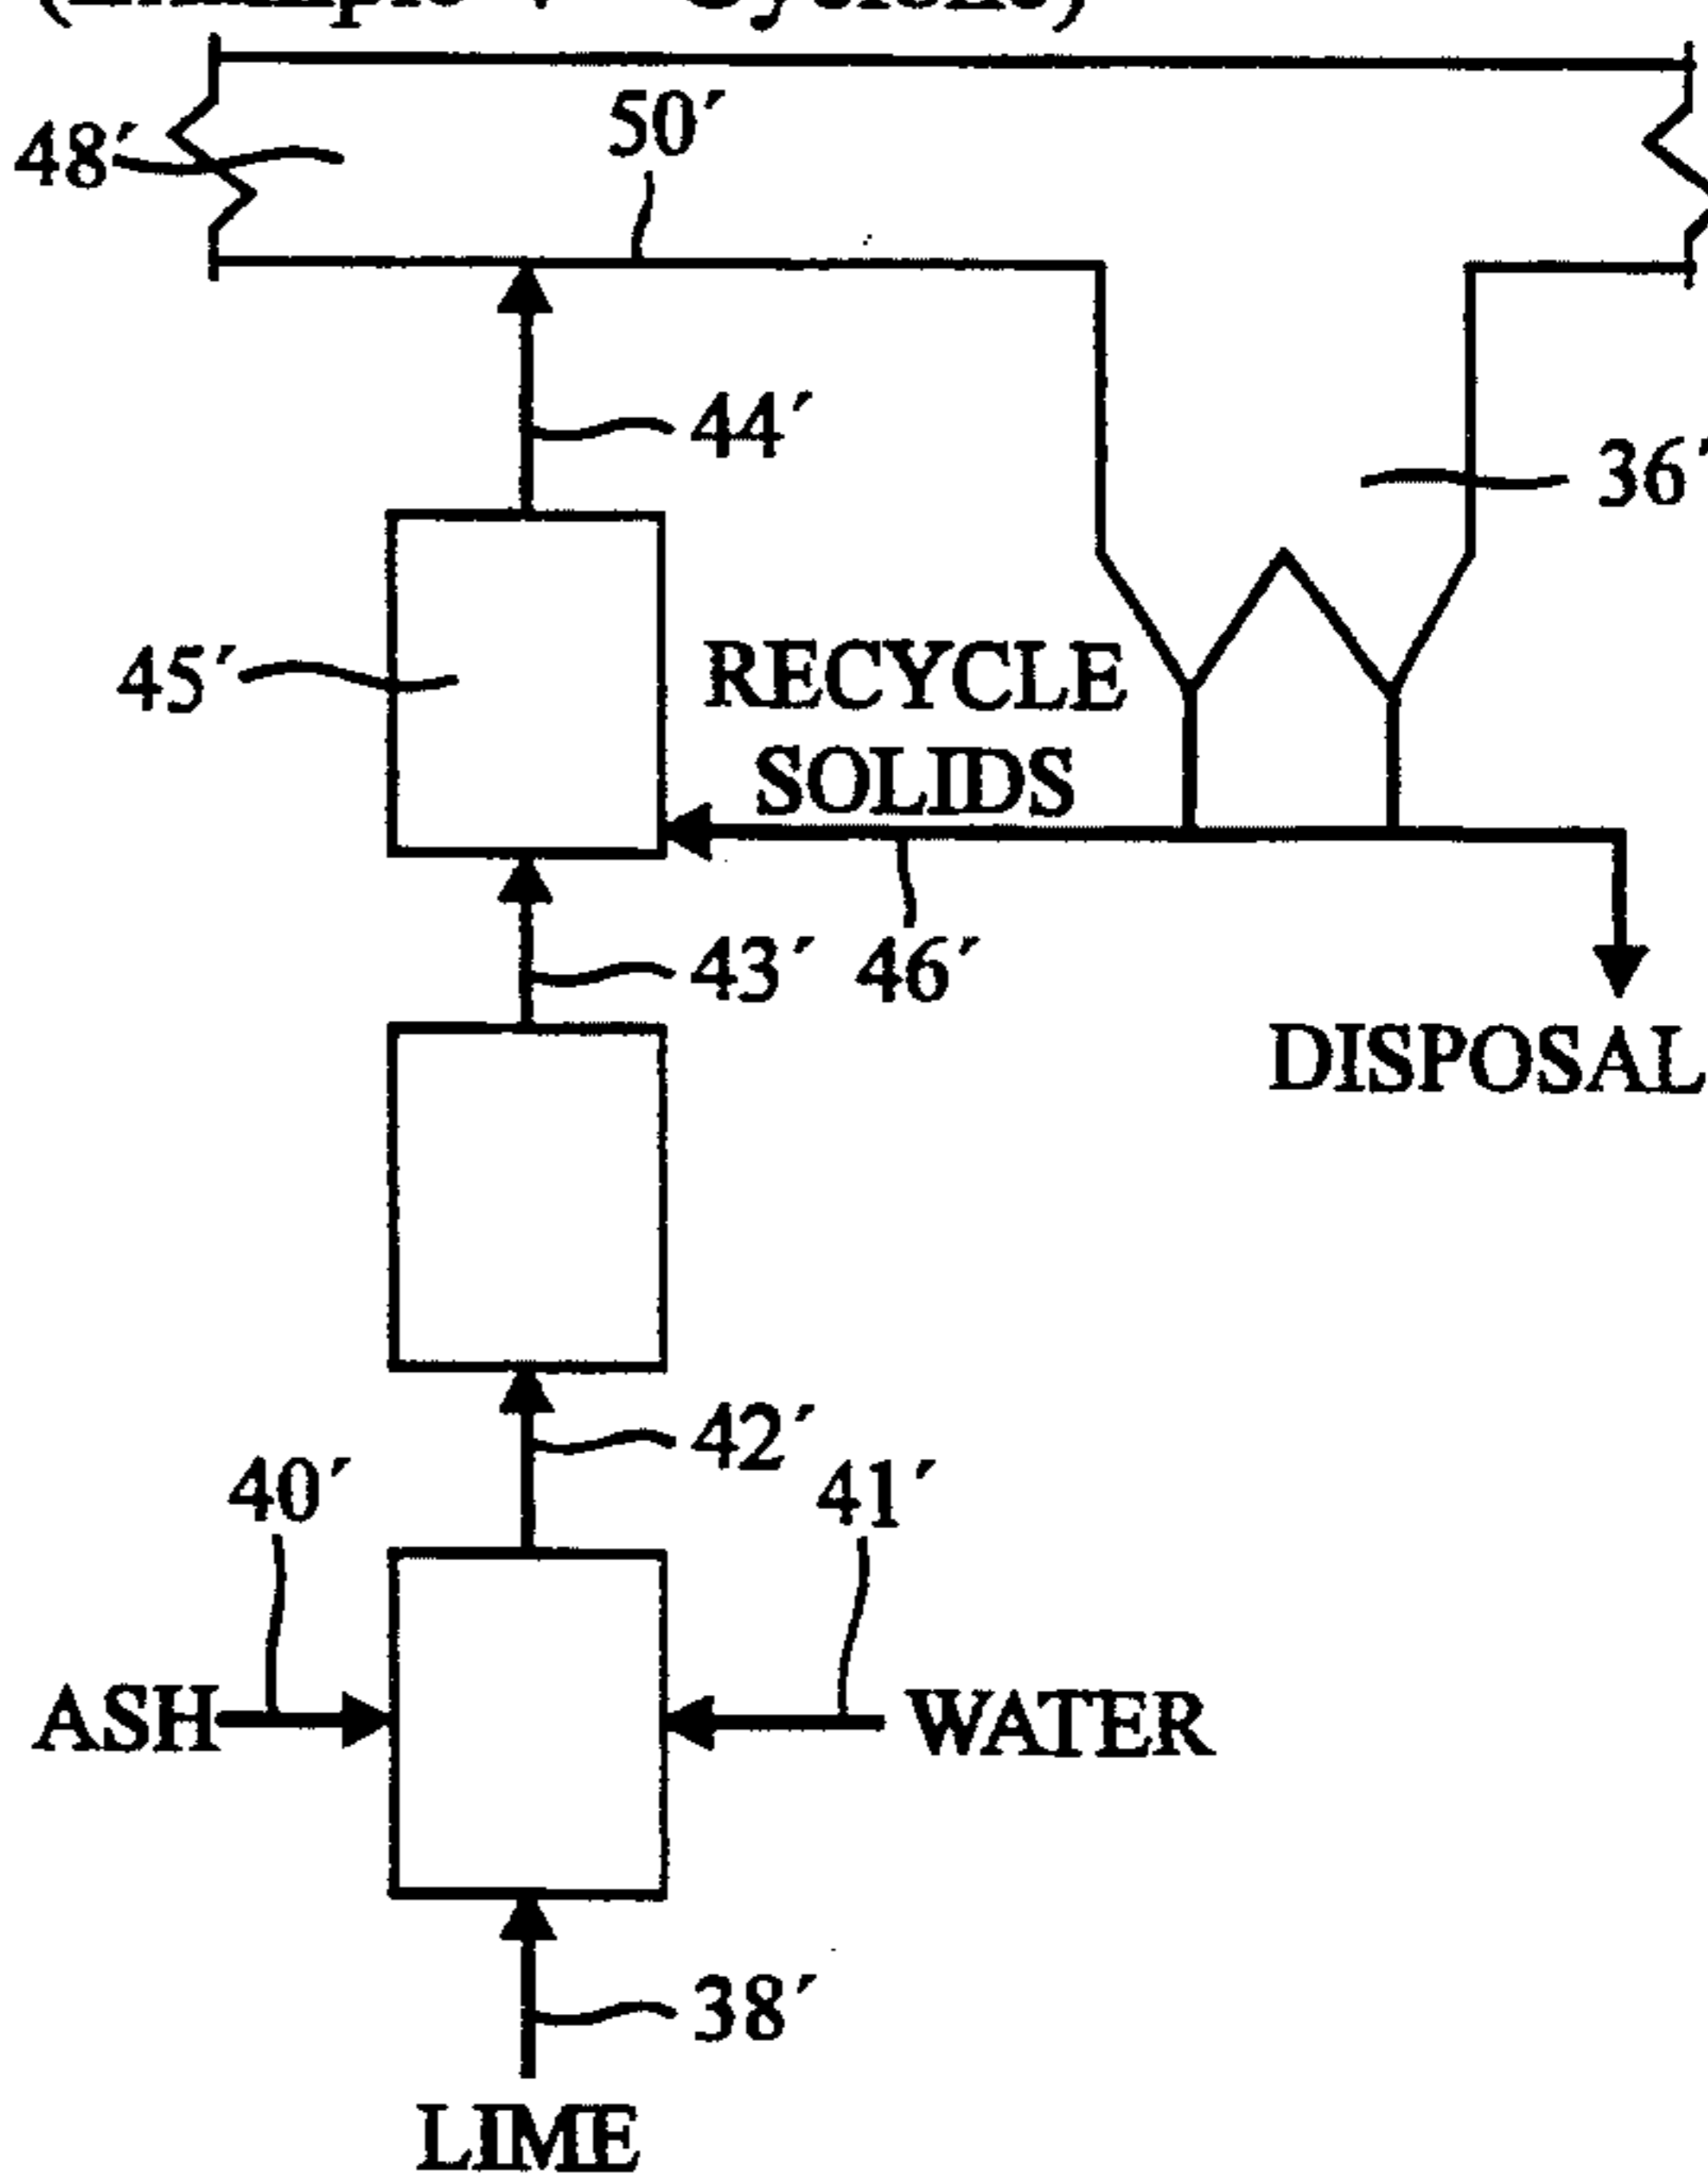 50′
48′
44′
36′
45′
RECYCLE
SOLIDS
43′ 46′
DISPOSAL
42′
40′
41′
ASH
WATER
38′
LIME